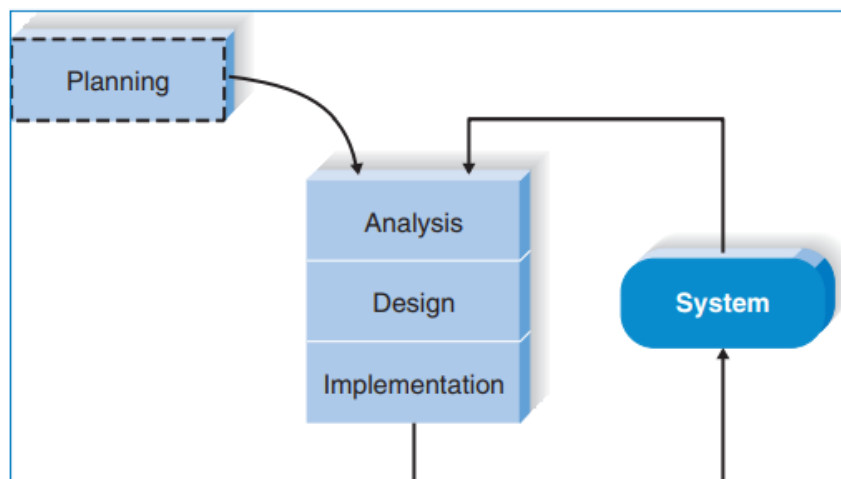 Planning
Analysis
Design
System
Implementation